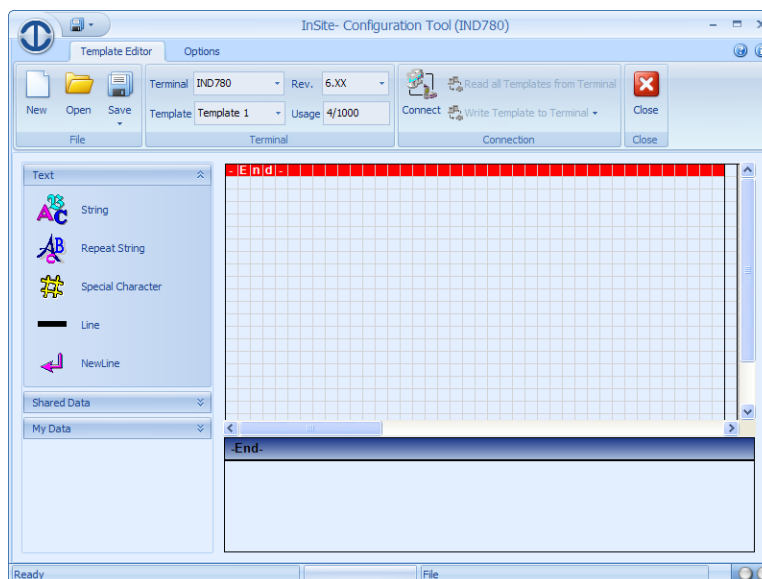 InSite- Configuration Tool (IND780)
Template Editor Options
New Open Save
File
Terminal IND780 Rev. 6.XX
Template Template 1 Usage 4/1000
Terminal
Connect Read all Templates from Terminal
Write Template to Terminal
Connection
Close
Close
Text
String
Repeat String
Special Character
Line
NewLine
Shared Data
My Data
-End-
-End-
Ready File